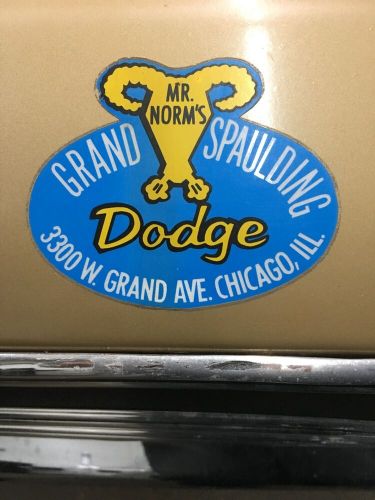 MR.
NORM'S
GRAND SPAULDING
Dodge
3300 W. GRAND AVE. CHICAGO, ILL.